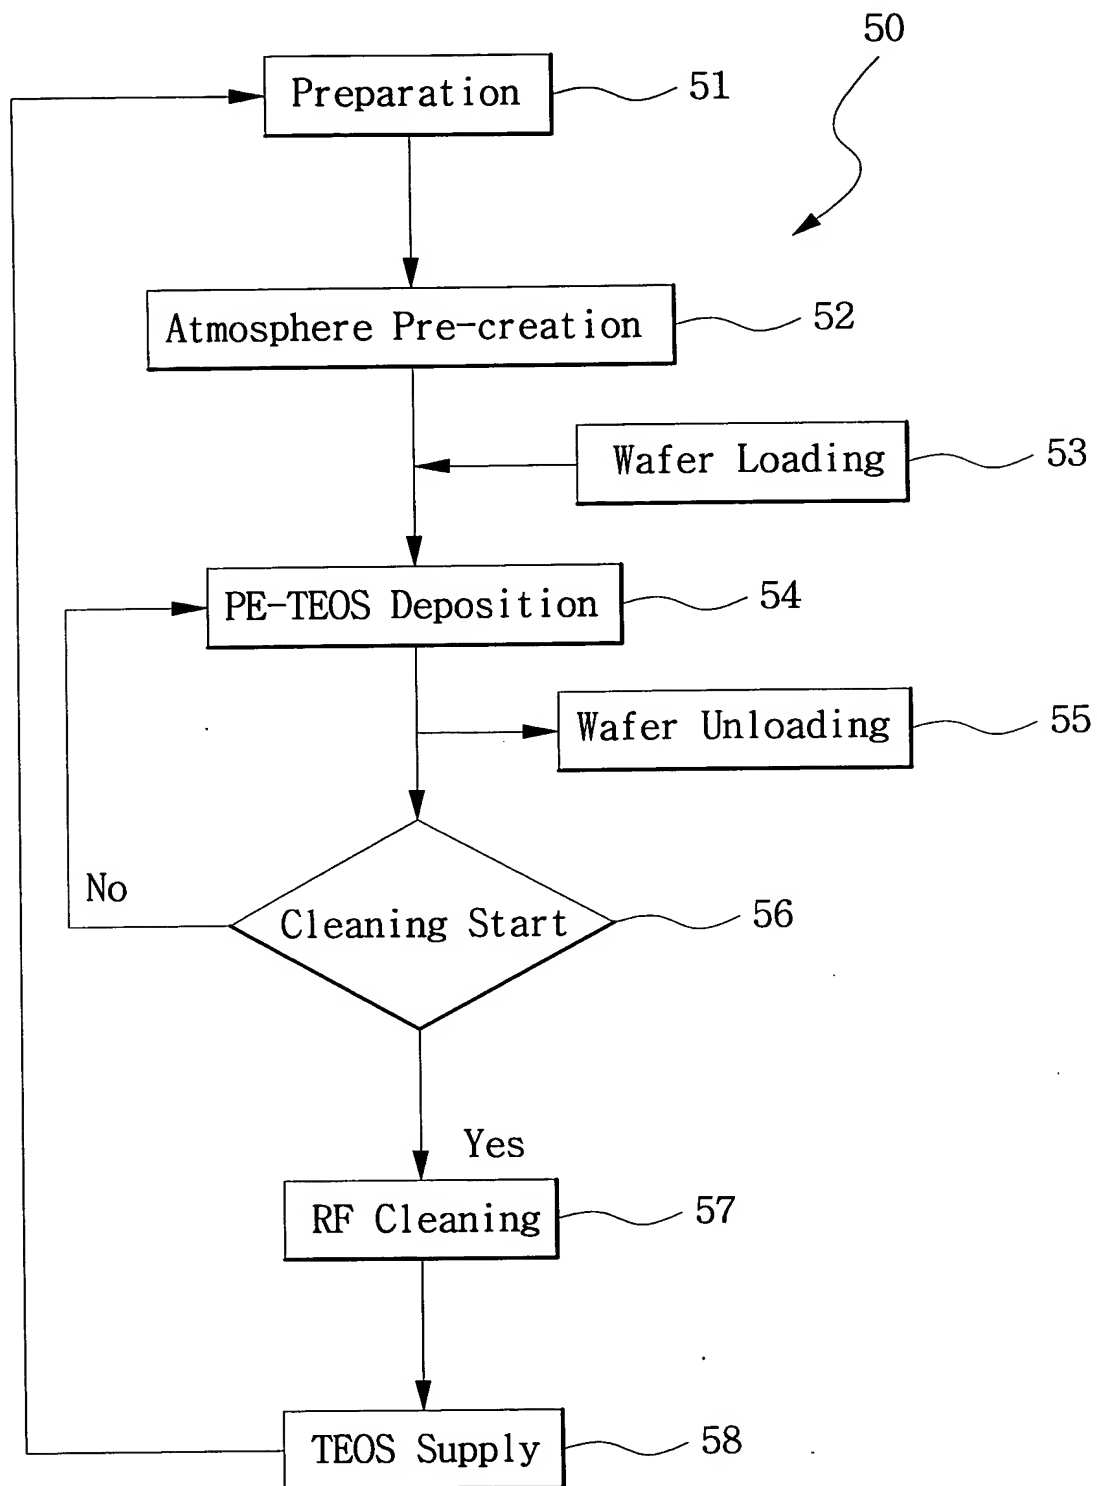 50
Preparation
51
Atmosphere Pre-creation
52
Wafer Loading
53
PE-TEOS Deposition
54
Wafer Unloading
55
No
Cleaning Start
56
Yes
RF Cleaning
57
TEOS Supply
58